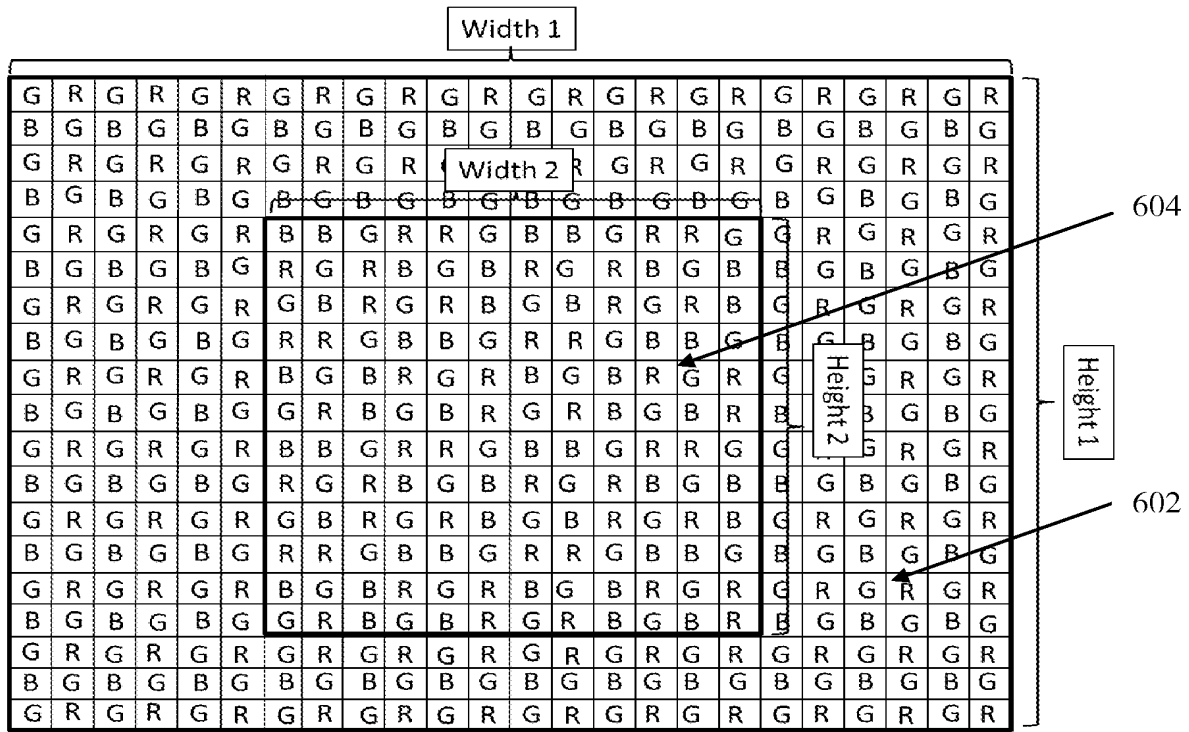 Width 1
G R G R G R G R G R G R G R G R G R G R G R G R
B G B G B G B G B G B G B G B G B G B G B G B G
G R G R G R G R G R R G R G R G R G R G R
Width 2
B G B G B G B G B G B G B G B G B G B G B G B G
604
G R G R G R B B G R R G B B G R R G G R G R G R
B G B G B G R G R B G B R G R B G B B G B G B G
G R G R G R G B R G R B G B R G R B G R G R G R
B G B G B G R R G B B G R R G B B G B G B G B G
G R G R G R B G B R G R B G B R G R G G R G R
Height 2
Height 1
B G B G B G G R B G B R G R B G B R B B G B G
G R G R G R B B G R R G B B G R R G G G R G R
B G B G B G R G R B G B R G R B G B B G B G B G
602
G R G R G R G B R G R B G B R G R B G R G R G R
B G B G B G R R G B B G R R G B B G B G B G B G
G R G R G R B G B R G R B G B R G R G R G R G R
B G B G B G G R B G B R G R B G B R B G B G B G
G R G R G R G R G R G R G R G R G R G R G R G R
B G B G B G B G B G B G B G B G B G B G B G B G
G R G R G R G R G R G R G R G R G R G R G R G R